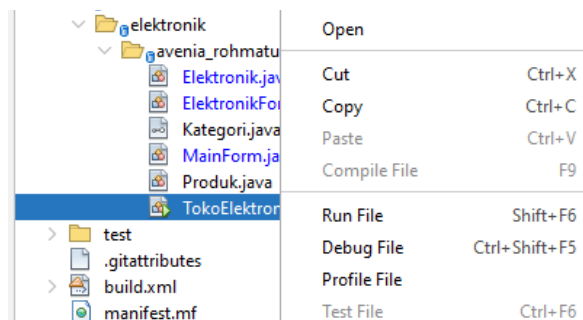 elektronik
avenia_rohmatu
Elektronik.jav
ElektronikFor
Kategori.java
MainForm.ja
Produk.java
TokoElektron
test
.gitattributes
build.xml
manifest.mf
Open
Cut Ctrl+X
Copy Ctrl+C
Paste Ctrl+V
Compile File F9
Run File Shift+F6
Debug File Ctrl+Shift+F5
Profile File
Test File Ctrl+F6